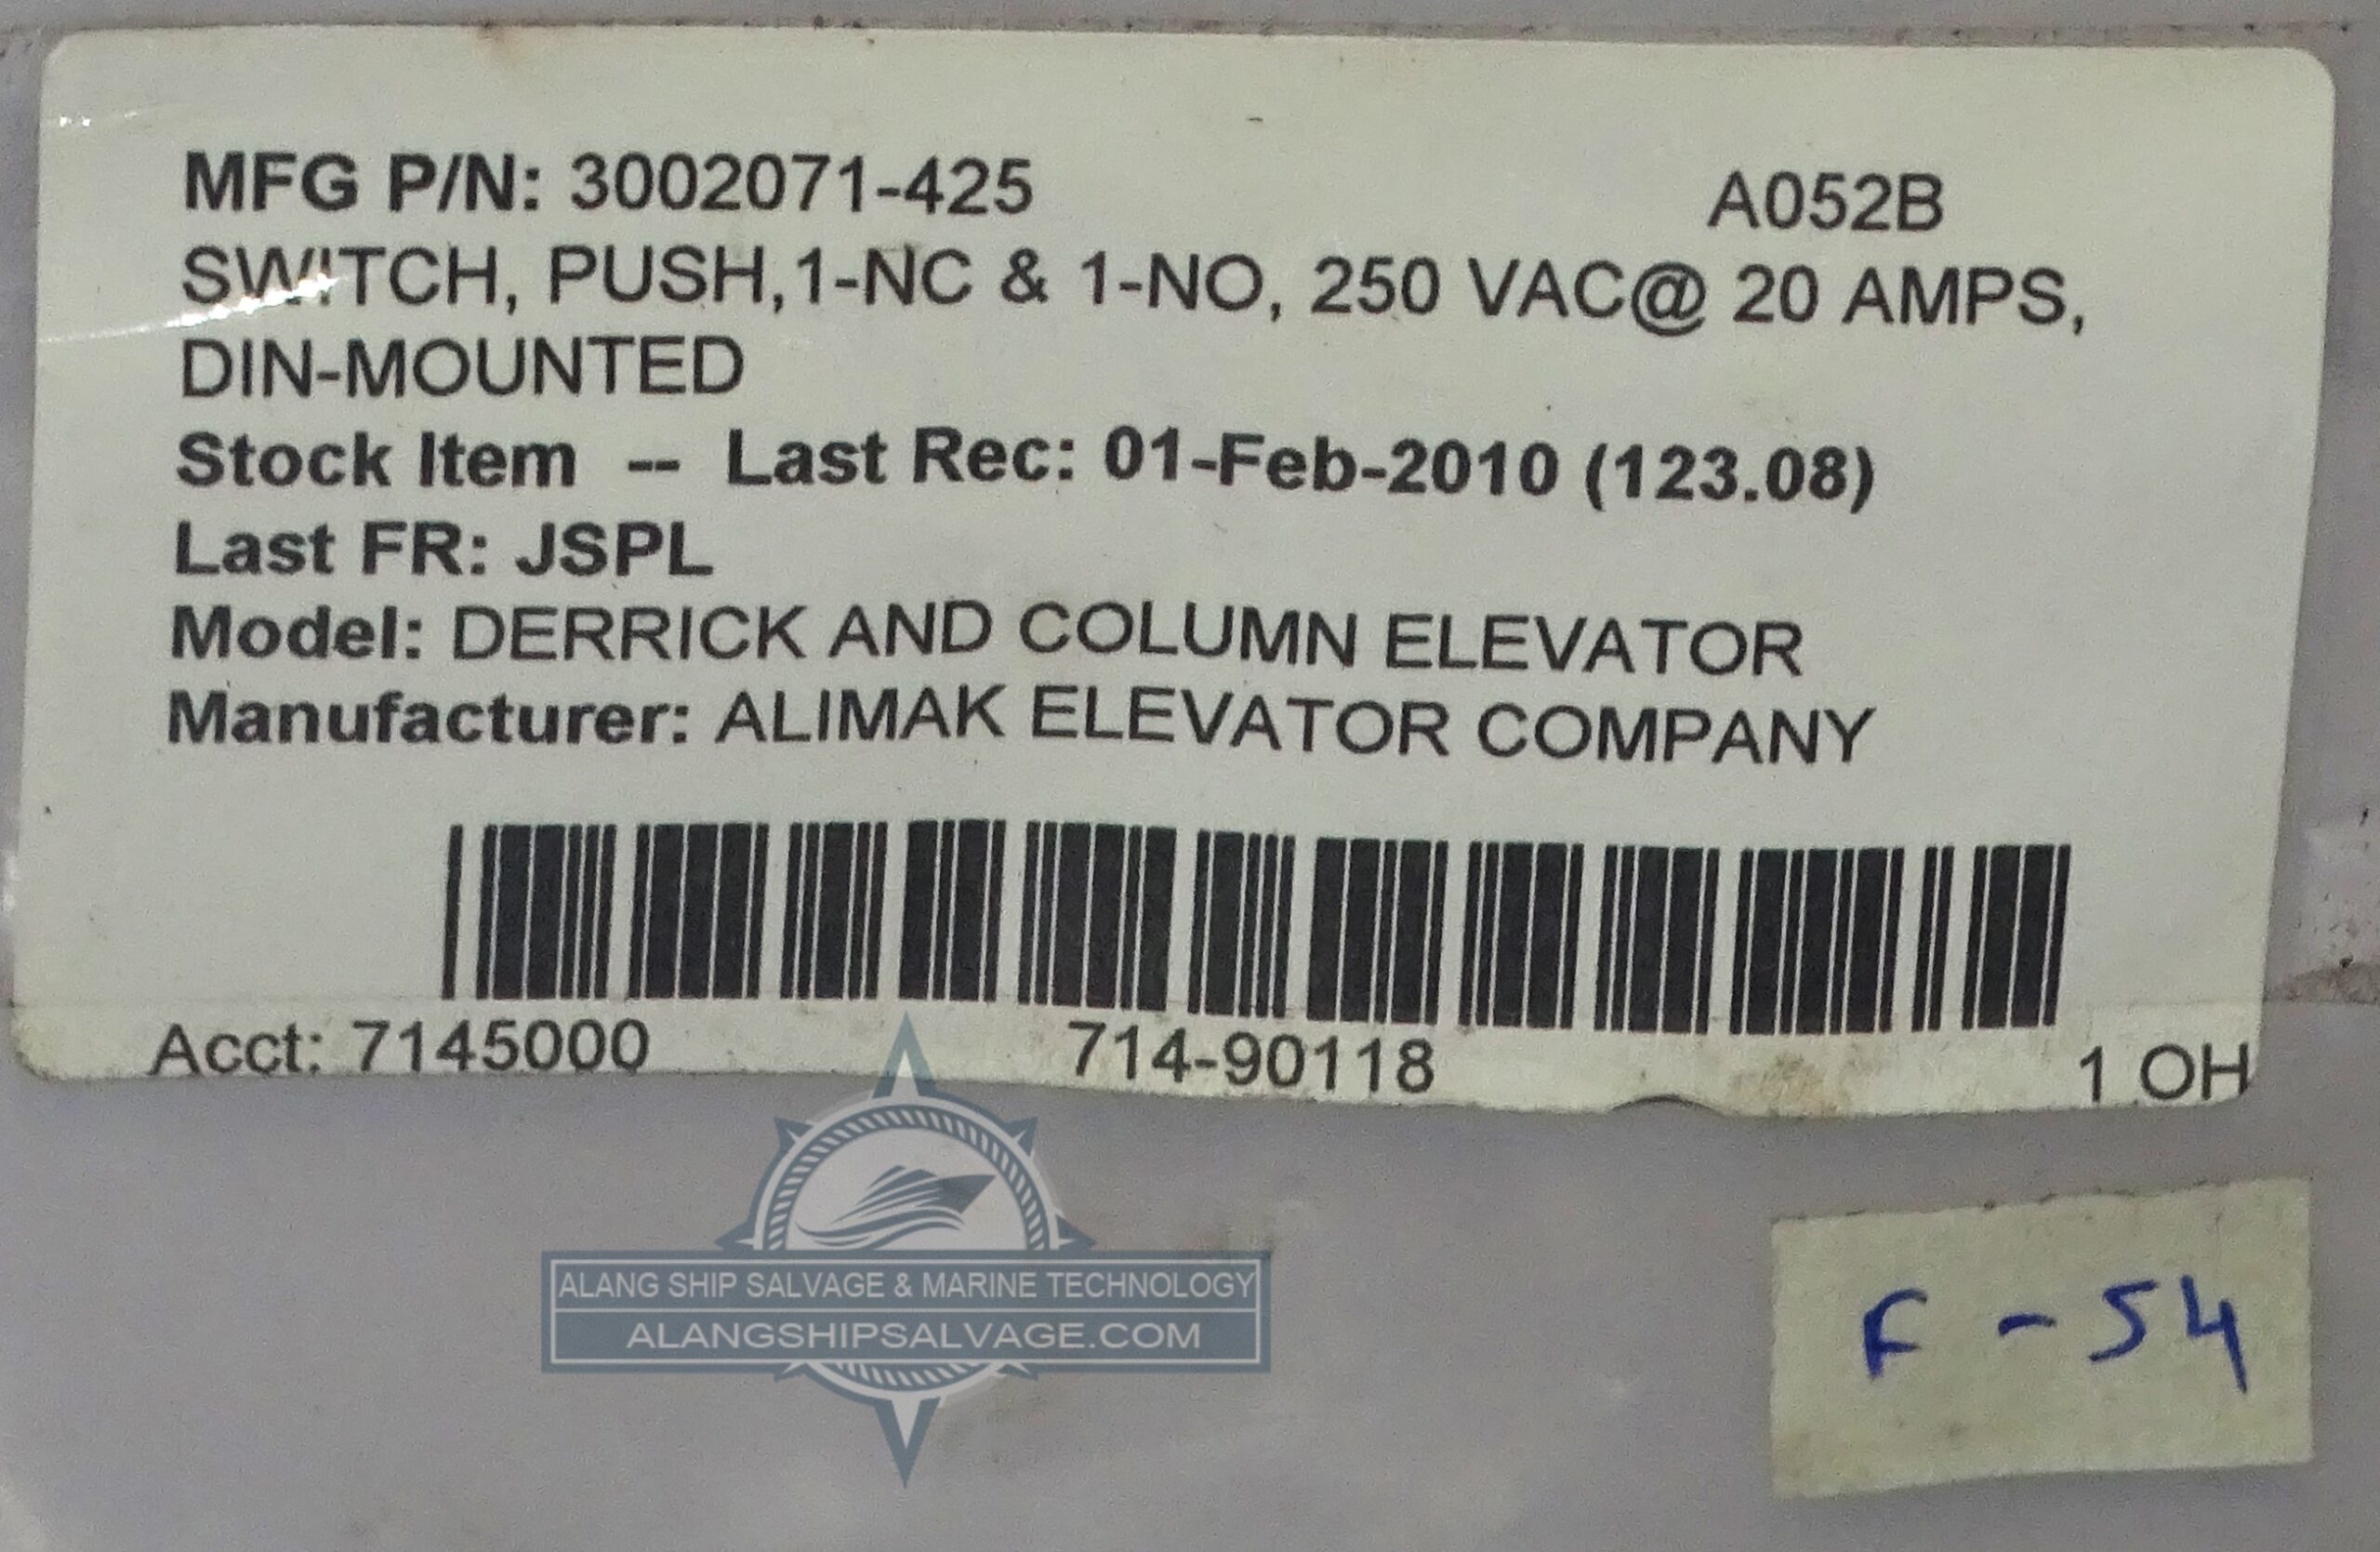 MFG P/N: 3002071-425 A052B
SWITCH, PUSH,1-NC & 1-NO, 250 VAC@ 20 AMPS,
DIN-MOUNTED
Stock Item -- Last Rec: 01-Feb-2010 (123.08)
Last FR: JSPL
Model: DERRICK AND COLUMN ELEVATOR
Manufacturer: ALIMAK ELEVATOR COMPANY
Acct: 7145000 714-90118 1 OH
ALANG SHIP SALVAGE & MARINE TECHNOLOGY
ALANGSHIPSALVAGE.COM
F - 54